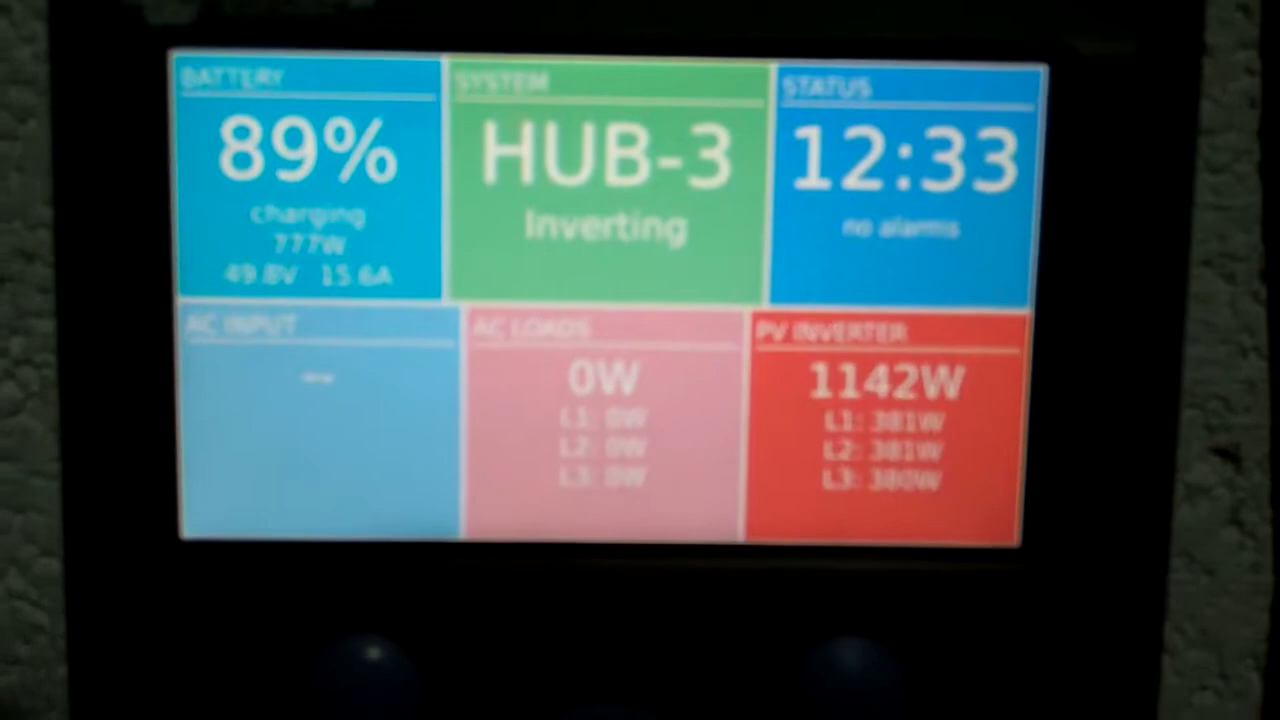 BATTERY
89%
charging
777W
49.8V 15.6A
SYSTEM
HUB-3
Inverting
STATUS
12:33
no alarms
AC INPUT
--
AC LOADS
0W
L1: 0W
L2: 0W
L3: 0W
PV INVERTER
1142W
L1: 381W
L2: 381W
L3: 380W